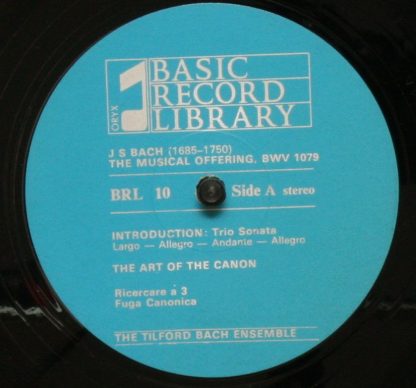 ORYX
BASIC
RECORD
LIBRARY
J S BACH (1685–1750)
THE MUSICAL OFFERING, BWV 1079
BRL 10 Side A stereo
INTRODUCTION: Trio Sonata
Largo — Allegro — Andante — Allegro
THE ART OF THE CANON
Ricercare a 3
Fuga Canonica
THE TILFORD BACH ENSEMBLE